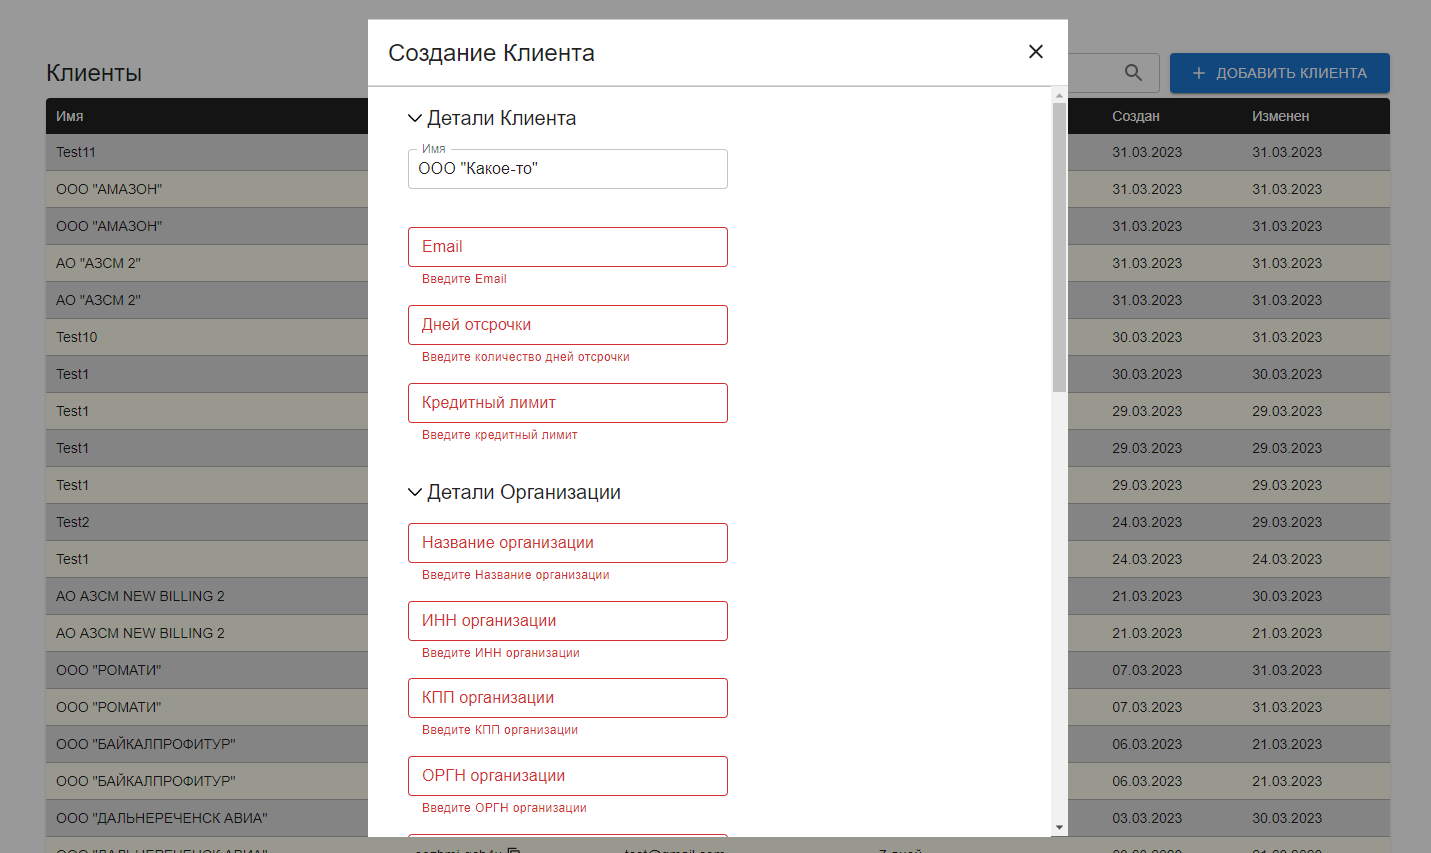 Создание Клиента
Клиенты
ДОБАВИТЬ КЛИЕНТА
Имя
Создан
Изменен
Детали Клиента
Имя
ООО "Какое-то"
Email
Введите Email
Дней отсрочки
Введите количество дней отсрочки
Кредитный лимит
Введите кредитный лимит
Детали Организации
Название организации
Введите Название организации
ИНН организации
Введите ИНН организации
КПП организации
Введите КПП организации
ОРГН организации
Введите ОРГН организации
Test11 31.03.2023 31.03.2023
ООО "АМАЗОН" 31.03.2023 31.03.2023
ООО "АМАЗОН" 31.03.2023 31.03.2023
АО "АЗСМ 2" 31.03.2023 31.03.2023
АО "АЗСМ 2" 31.03.2023 31.03.2023
Test10 30.03.2023 31.03.2023
Test1 30.03.2023 30.03.2023
Test1 29.03.2023 29.03.2023
Test1 29.03.2023 29.03.2023
Test1 29.03.2023 29.03.2023
Test2 24.03.2023 29.03.2023
Test1 24.03.2023 24.03.2023
АО АЗСМ NEW BILLING 2 21.03.2023 30.03.2023
АО АЗСМ NEW BILLING 2 21.03.2023 21.03.2023
ООО "РОМАТИ" 07.03.2023 30.03.2023
ООО "РОМАТИ" 07.03.2023 31.03.2023
ООО "БАЙКАЛПРОФИТУР" 06.03.2023 21.03.2023
ООО "БАЙКАЛПРОФИТУР" 06.03.2023 21.03.2023
ООО "ДАЛЬНЕРЕЧЕНСК АВИА" 03.03.2023 30.03.2023
ООО "ДАЛЬНЕРЕЧЕНСК АВИА" test@gmail.com 7 дней